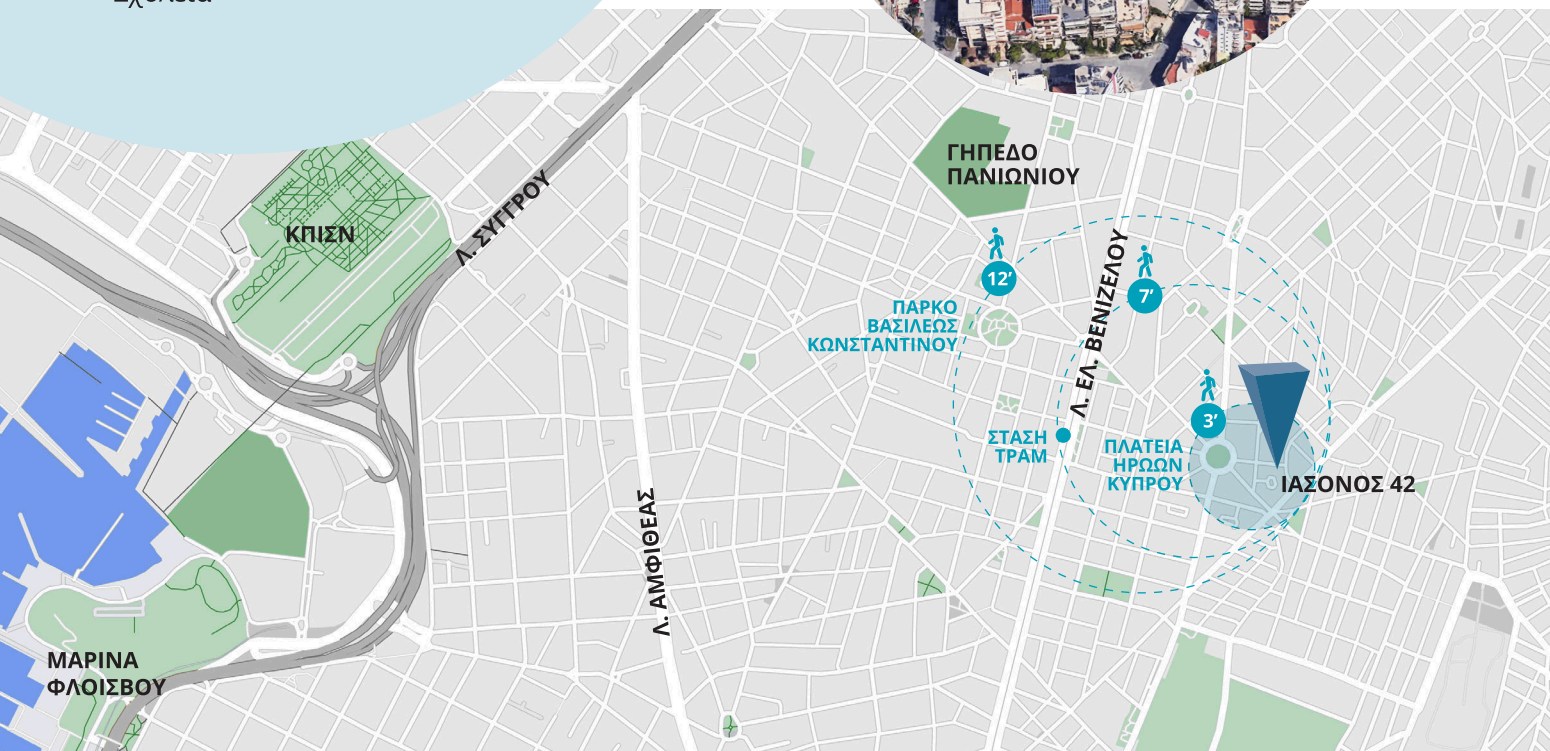 Σχολεία
ΓΗΠΕΔΟ
ΠΑΝΙΩΝΙΟΥ
ΚΠΙΣΝ
Λ. ΣΥΓΓΡΟΥ
12’
7’
Λ. ΕΛ. ΒΕΝΙΖΕΛΟΥ
ΠΑΡΚΟ
ΒΑΣΙΛΕΩΣ
ΚΩΝΣΤΑΝΤΙΝΟΥ
3’
ΣΤΑΣΗ
ΤΡΑΜ
ΠΛΑΤΕΙΑ
ΗΡΩΩΝ
ΚΥΠΡΟΥ
ΙΑΣΟΝΟΣ 42
Λ. ΑΜΦΙΘΕΑΣ
ΜΑΡΙΝΑ
ΦΛΟΙΣΒΟΥ